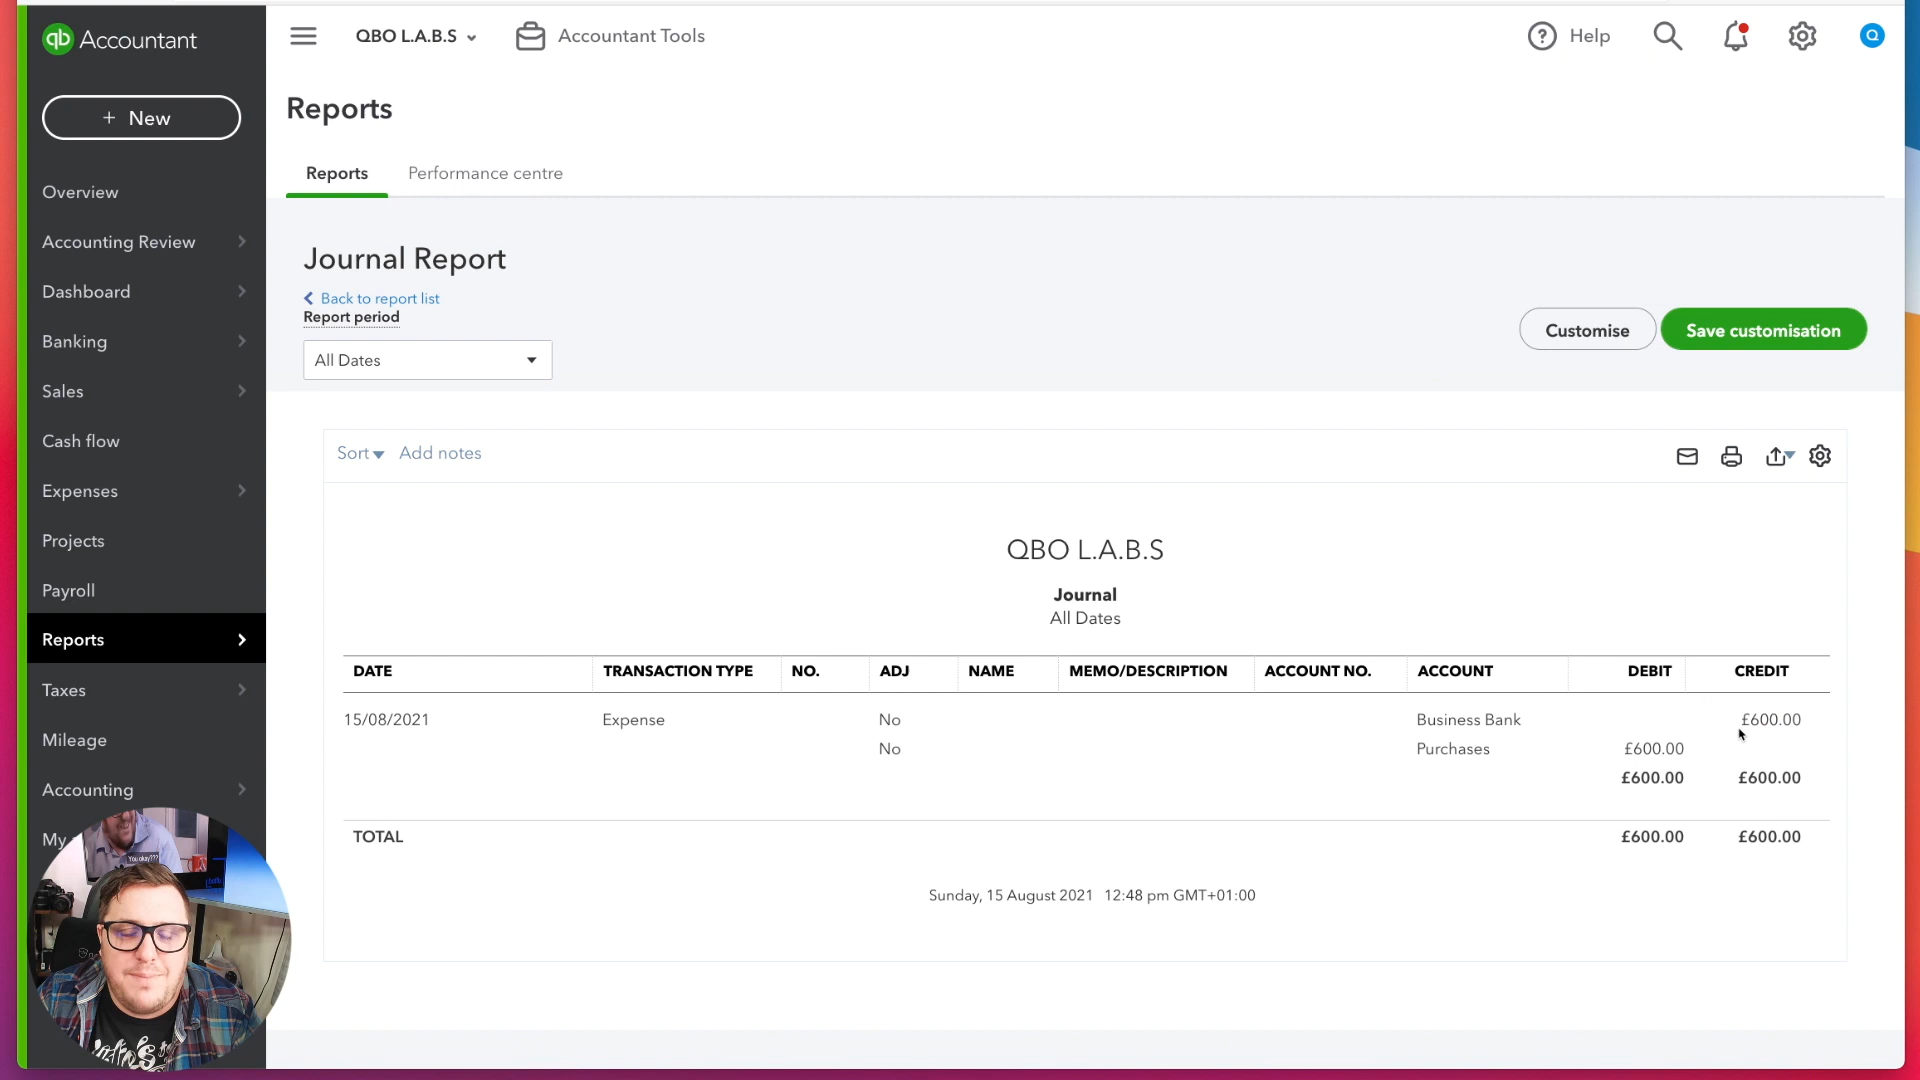 qb Accountant
QBO L.A.B.S
Accountant Tools
Help
Q
+ New
Reports
Reports
Performance centre
Overview
Accounting Review
Dashboard
Banking
Sales
Cash flow
Expenses
Projects
Payroll
Reports
Taxes
Mileage
Accounting
My
You okay???
Journal Report
Back to report list
Report period
All Dates
Customise
Save customisation
Sort
Add notes
QBO L.A.B.S
Journal
All Dates
DATE TRANSACTION TYPE NO. ADJ NAME MEMO/DESCRIPTION ACCOUNT NO. ACCOUNT DEBIT CREDIT
15/08/2021 Expense No Business Bank £600.00
No Purchases £600.00
£600.00 £600.00
TOTAL £600.00 £600.00
Sunday, 15 August 2021 12:48 pm GMT+01:00